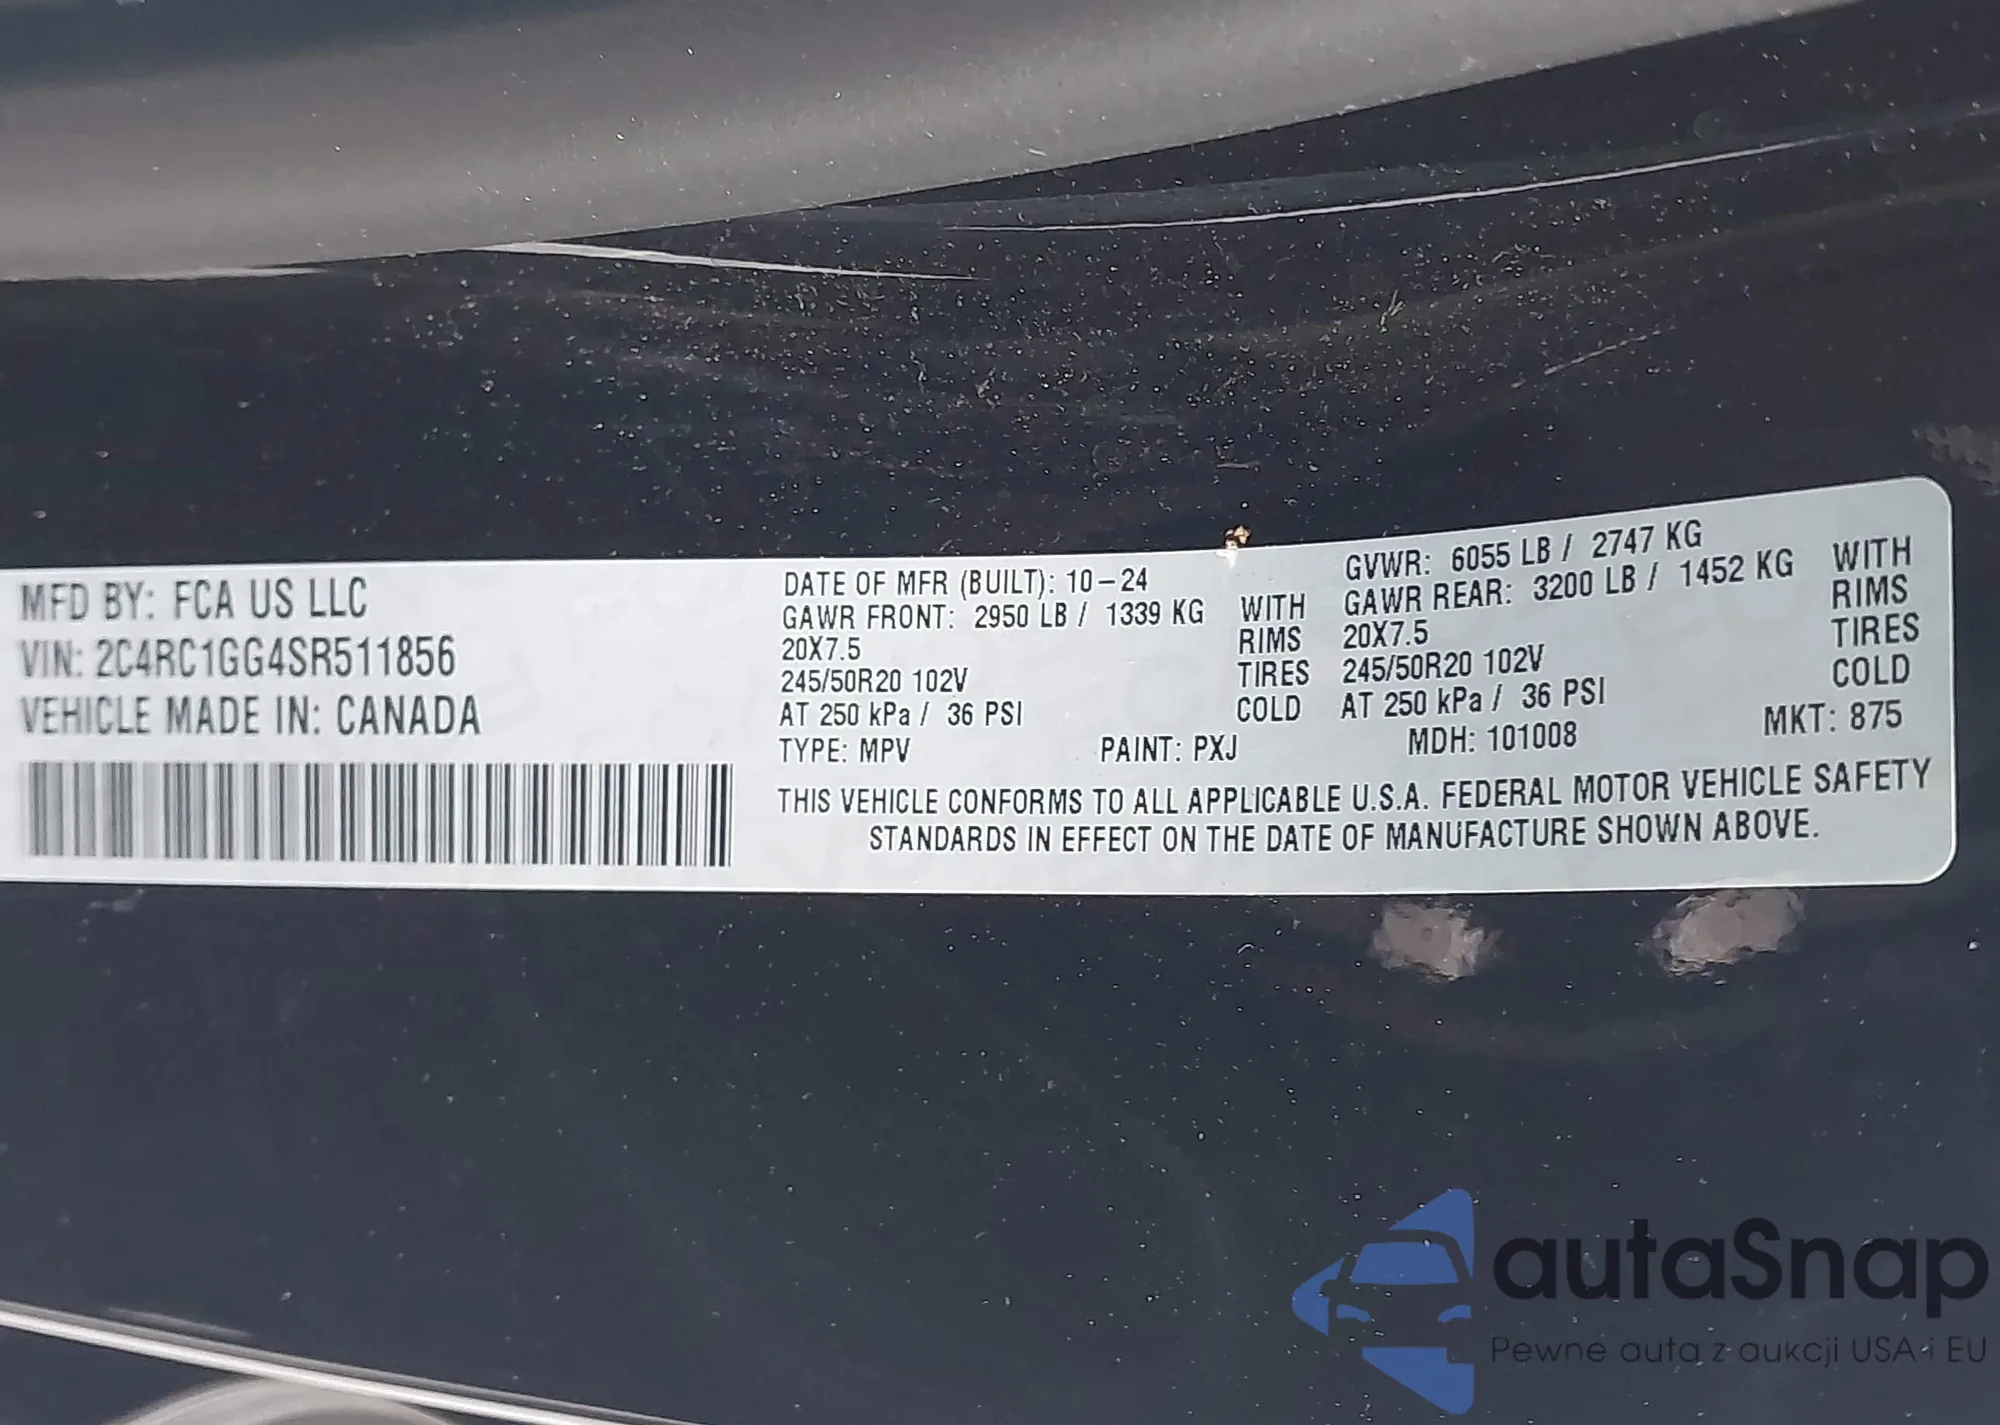 MFD BY: FCA US LLC
VIN: 2C4RC1GG4SR511856
VEHICLE MADE IN: CANADA
DATE OF MFR (BUILT): 10-24
GAWR FRONT: 2950 LB / 1339 KG WITH
20X7.5 RIMS
245/50R20 102V TIRES
AT 250 kPa / 36 PSI COLD
GVWR: 6055 LB / 2747 KG
GAWR REAR: 3200 LB / 1452 KG WITH
20X7.5 RIMS
245/50R20 102V TIRES
AT 250 kPa / 36 PSI COLD
TYPE: MPV PAINT: PXJ MDH: 101008 MKT: 875
THIS VEHICLE CONFORMS TO ALL APPLICABLE U.S.A. FEDERAL MOTOR VEHICLE SAFETY
STANDARDS IN EFFECT ON THE DATE OF MANUFACTURE SHOWN ABOVE.
autaSnap
Pewne auta z aukcji USA i EU